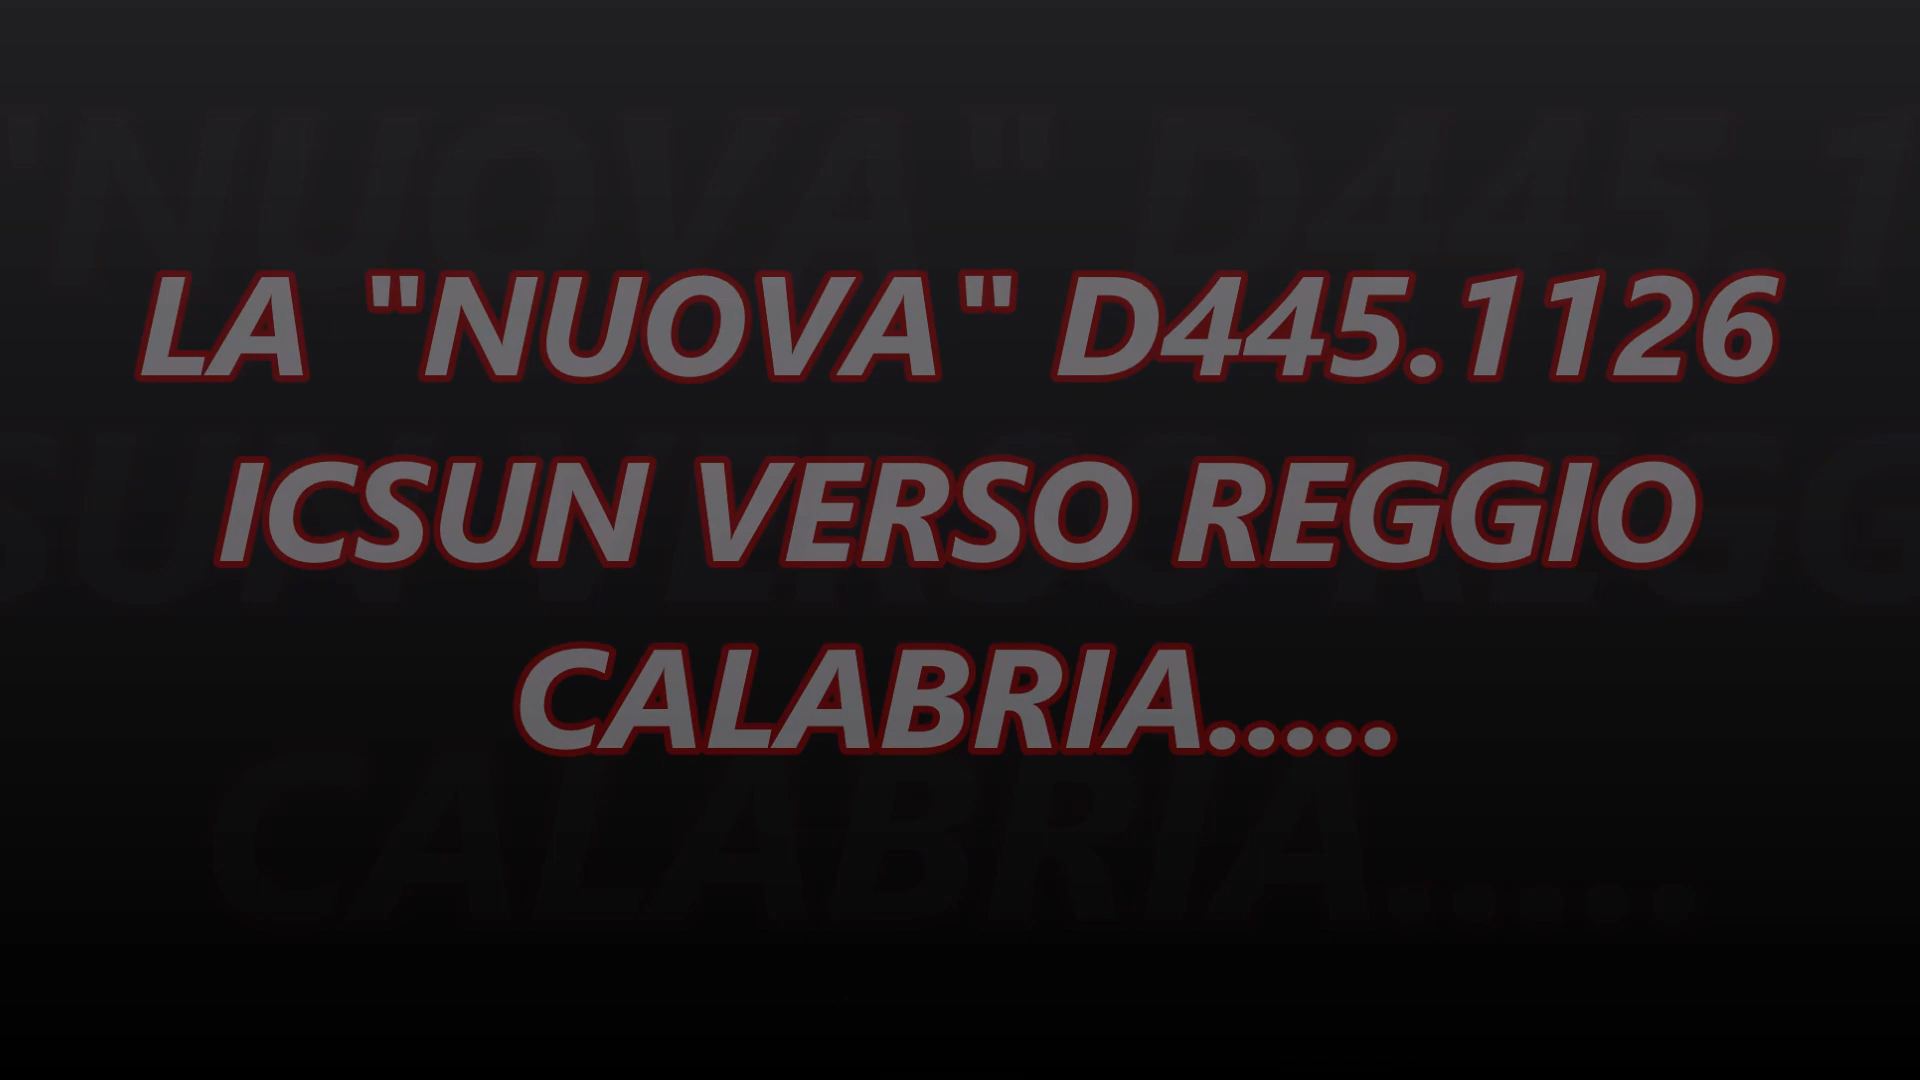 LA "NUOVA" D445.1126
ICSUN VERSO REGGIO
CALABRIA.....